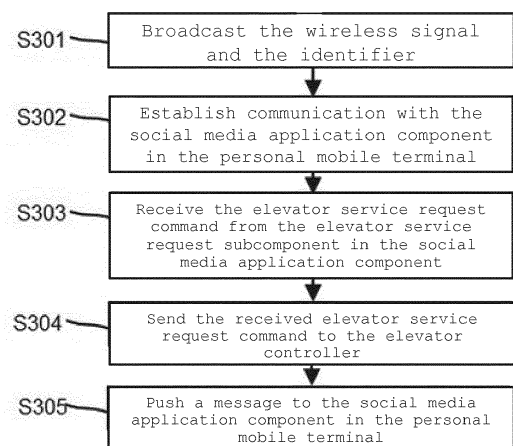 S301
Broadcast the wireless signal
and the identifier
S302
Establish communication with the
social media application component
in the personal mobile terminal
S303
Receive the elevator service request
command from the elevator service
request subcomponent in the social
media application component
S304
Send the received elevator service
request command to the elevator
controller
S305
Push a message to the social media
application component in the personal
mobile terminal